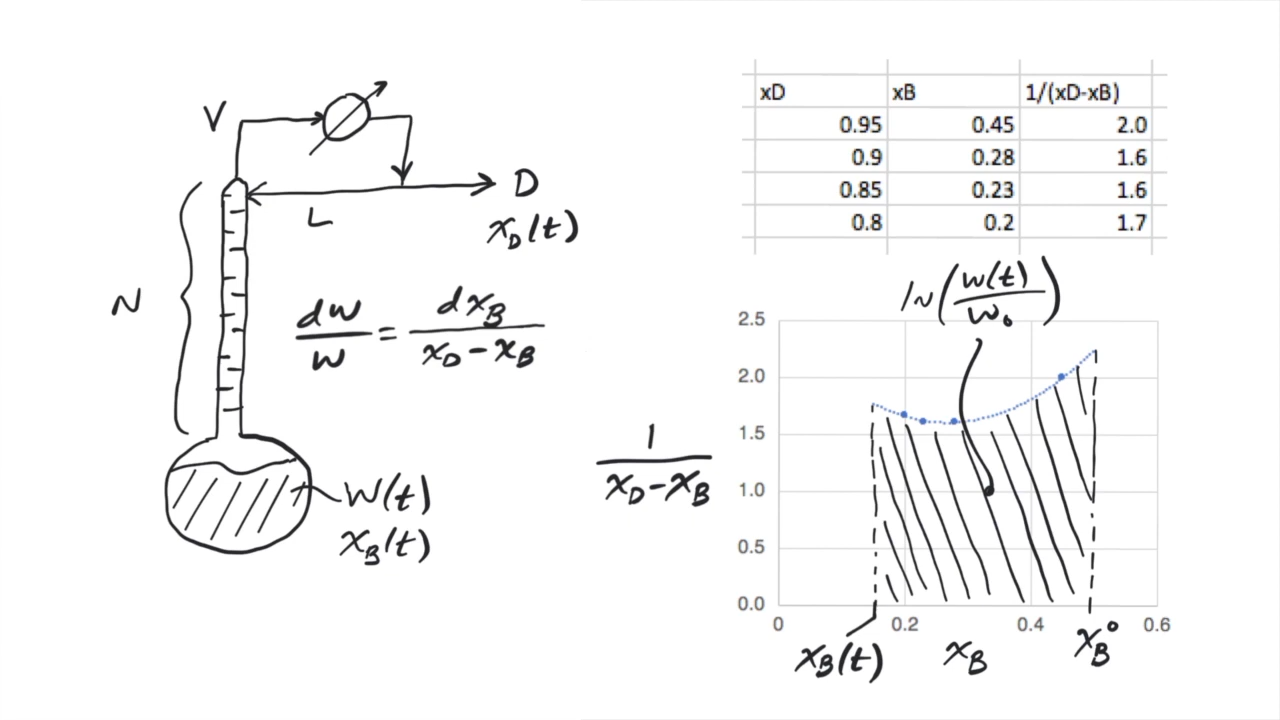 V
L
D
x_D(t)
N
dw/w = dx_B/(x_D-x_B)
W(t)
x_B(t)
xD xB 1/(xD-xB)
0.95 0.45 2.0
0.9 0.28 1.6
0.85 0.23 1.6
0.8 0.2 1.7
ln(w(t)/w₀)
1/(x_D-x_B)
2.5
2.0
1.5
1.0
0.5
0.0
0 0.2 0.4 0.6
x_B(t) x_B x_B°